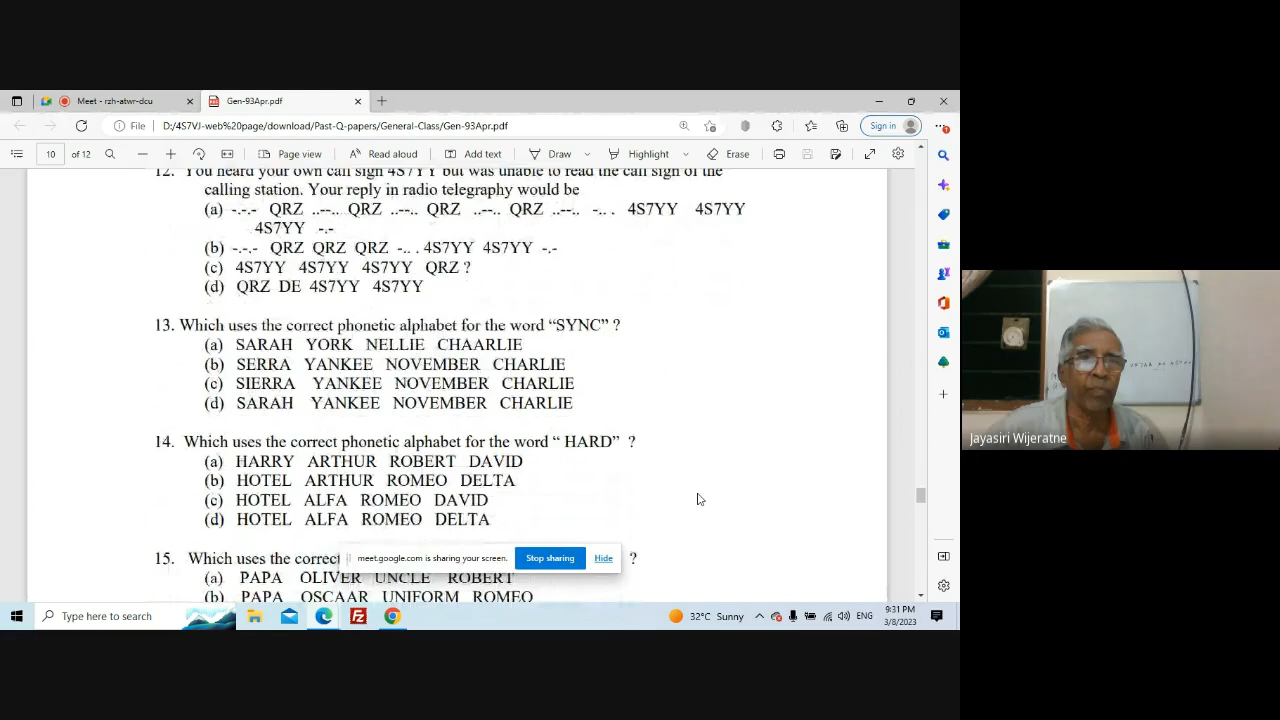 Meet - rzh-atwr-dcu
Gen-93Apr.pdf
File D:/4S7VJ-web%20page/download/Past-Q-papers/General-Class/Gen-93Apr.pdf
Sign in
10 of 12
Page view
Read aloud
Add text
Draw
Highlight
Erase
12. You heard your own call sign 4S7YY but was unable to read the call sign of the
calling station. Your reply in radio telegraphy would be
(a) -.-.- QRZ ..--.. QRZ ..--.. QRZ ..--.. QRZ ..--.. -.. . 4S7YY 4S7YY
4S7YY -.-
(b) -.-.- QRZ QRZ QRZ -.. . 4S7YY 4S7YY -.-
(c) 4S7YY 4S7YY 4S7YY QRZ ?
(d) QRZ DE 4S7YY 4S7YY
13. Which uses the correct phonetic alphabet for the word “SYNC” ?
(a) SARAH YORK NELLIE CHAARLIE
(b) SERRA YANKEE NOVEMBER CHARLIE
(c) SIERRA YANKEE NOVEMBER CHARLIE
(d) SARAH YANKEE NOVEMBER CHARLIE
14. Which uses the correct phonetic alphabet for the word “ HARD” ?
(a) HARRY ARTHUR ROBERT DAVID
(b) HOTEL ARTHUR ROMEO DELTA
(c) HOTEL ALFA ROMEO DAVID
(d) HOTEL ALFA ROMEO DELTA
15. Which uses the correct ?
meet.google.com is sharing your screen. Stop sharing Hide
(a) PAPA OLIVER UNCLE ROBERT
(b) PAPA OSCAAR UNIFORM ROMEO
Jayasiri Wijeratne
Type here to search
32°C Sunny
ENG
9:31 PM
3/8/2023